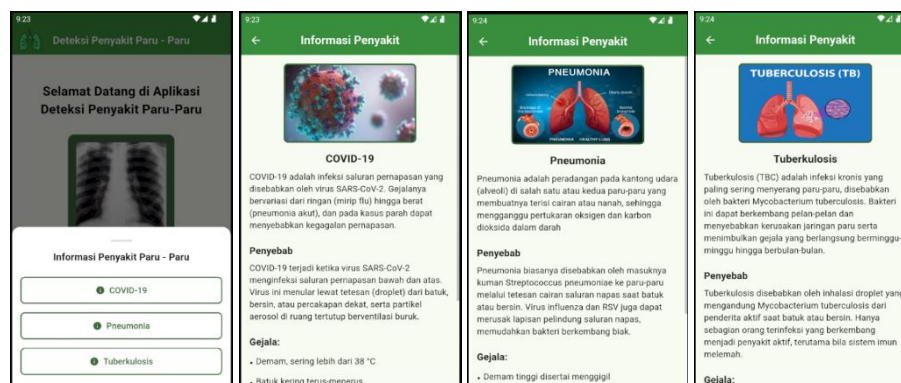 9:23
Deteksi Penyakit Paru - Paru
Selamat Datang di Aplikasi
Deteksi Penyakit Paru-Paru
Informasi Penyakit Paru - Paru
COVID-19
Pneumonia
Tuberkulosis
9:23
Informasi Penyakit
COVID-19
COVID-19 adalah infeksi saluran pernapasan yang
disebabkan oleh virus SARS-CoV-2. Gejalanya
bervariasi dari ringan (mirip flu) hingga berat
(pneumonia akut), dan pada kasus parah dapat
menyebabkan kegagalan pernapasan.
Penyebab
COVID-19 terjadi ketika virus SARS-CoV-2
menginfeksi saluran pernapasan bawah dan atas.
Virus ini menular lewat tetesan (droplet) dari batuk,
bersin, atau percakapan dekat, serta partikel
aerosol di ruang tertutup berventilasi buruk.
Gejala:
• Demam, sering lebih dari 38 °C
• Batuk kering terus-menerus
9:24
Informasi Penyakit
PNEUMONIA
PNEUMONIA HEALTHY LUNG
Pneumonia
Pneumonia adalah peradangan pada kantong udara
(alveoli) di salah satu atau kedua paru-paru yang
membuatnya terisi cairan atau nanah, sehingga
mengganggu pertukaran oksigen dan karbon
dioksida dalam darah
Penyebab
Pneumonia biasanya disebabkan oleh masuknya
kuman Streptococcus pneumoniae ke paru-paru
melalui tetesan cairan saluran napas saat batuk
atau bersin. Virus influenza dan RSV juga dapat
merusak lapisan pelindung saluran napas,
memudahkan bakteri berkembang biak.
Gejala:
• Demam tinggi disertai menggigil
9:24
Informasi Penyakit
TUBERCULOSIS (TB)
Tuberkulosis
Tuberkulosis (TBC) adalah infeksi kronis yang
paling sering menyerang paru-paru, disebabkan
oleh bakteri Mycobacterium tuberculosis. Bakteri
ini dapat berkembang pelan-pelan dan
menyebabkan kerusakan jaringan paru serta
menimbulkan gejala yang berlangsung berminggu-
minggu hingga berbulan-bulan.
Penyebab
Tuberkulosis disebabkan oleh inhalasi droplet yang
mengandung Mycobacterium tuberculosis dari
penderita aktif saat batuk atau bersin. Hanya
sebagian orang terinfeksi yang berkembang
menjadi penyakit aktif, terutama bila sistem imun
melemah.
Gejala: